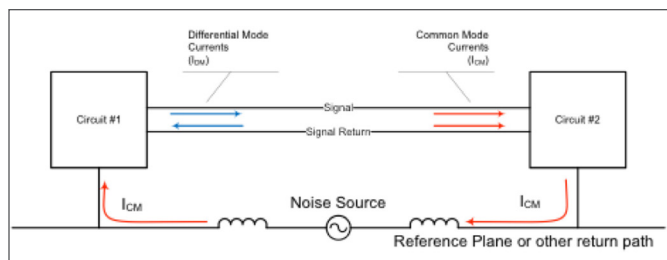 Differential Mode
Currents
(IDM)
Common Mode
Currents
(ICM)
Circuit #1
Signal
Signal Return
Circuit #2
ICM
Noise Source
ICM
Reference Plane or other return path